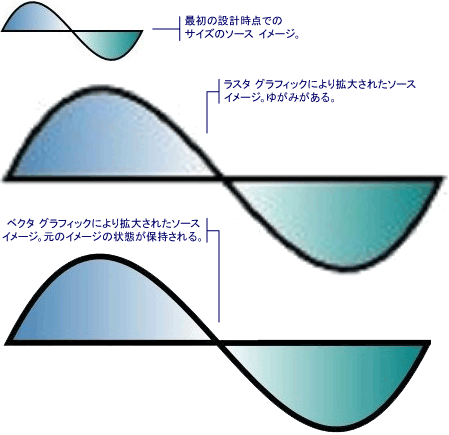 最初の設計時点での
サイズのソース イメージ。
ラスタ グラフィックにより拡大されたソース
イメージ。ゆがみがある。
ベクタ グラフィックにより拡大されたソース
イメージ。元のイメージの状態が保持される。